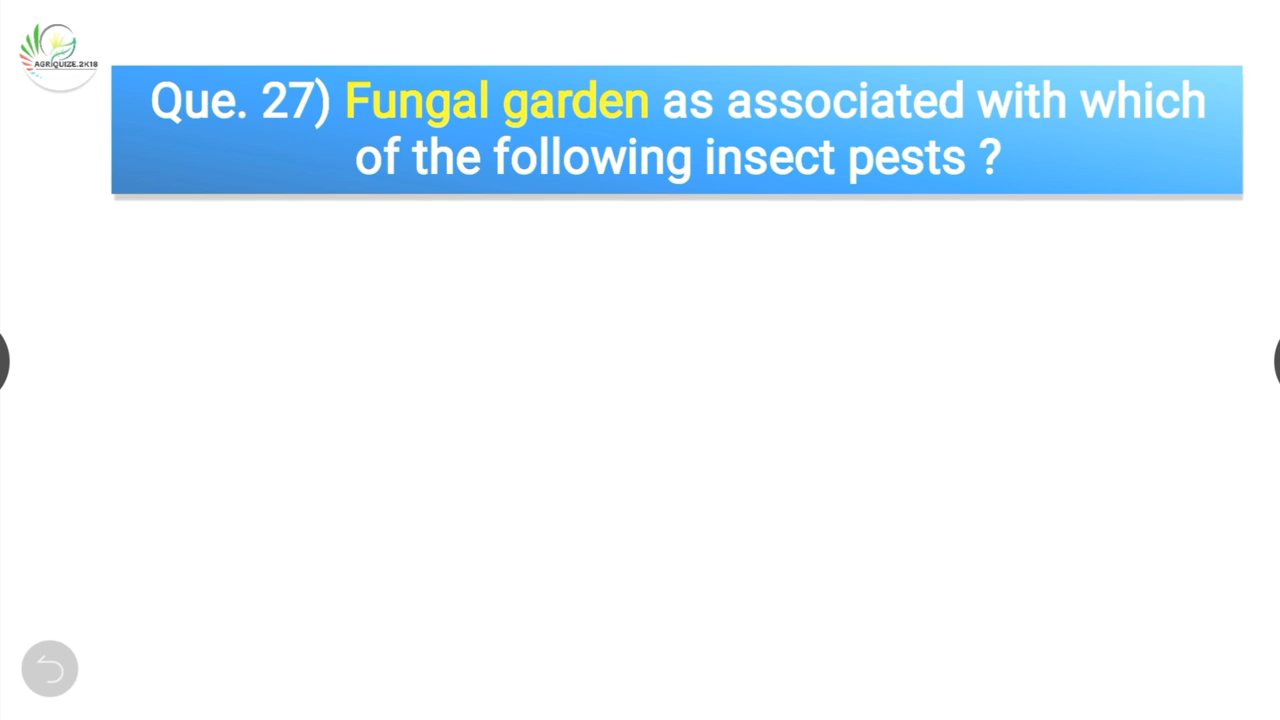 AGRIQUIZE.2K18
Que. 27) Fungal garden as associated with which
of the following insect pests ?